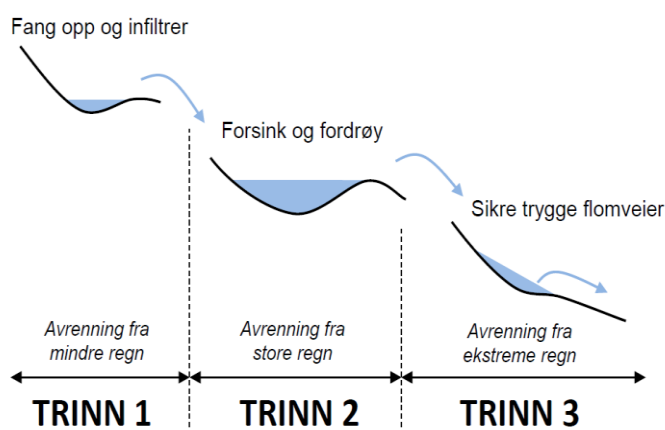 Fang opp og infiltrer
Forsink og fordrøy
Sikre trygge flomveier
Avrenning fra
mindre regn
Avrenning fra
store regn
Avrenning fra
ekstreme regn
TRINN 1
TRINN 2
TRINN 3